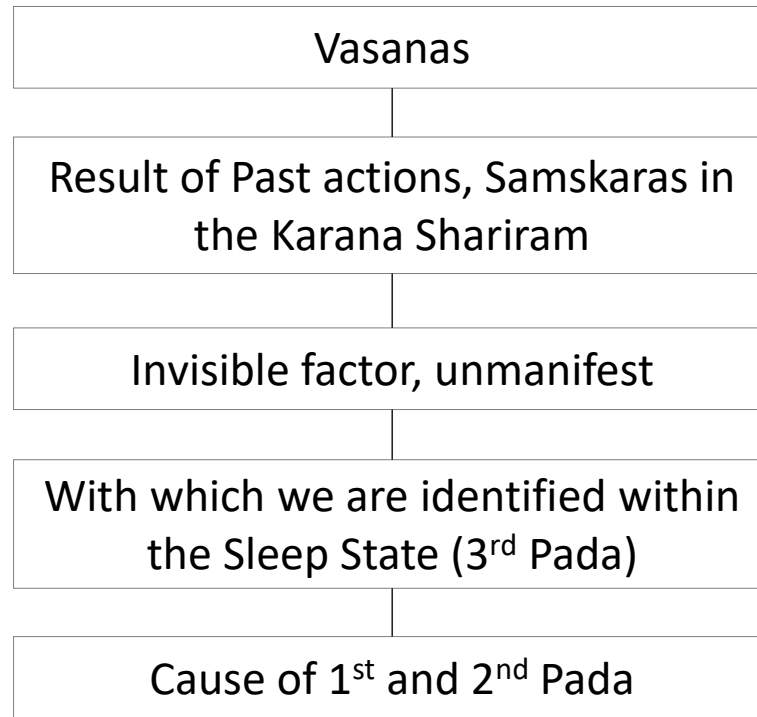 Vasanas
Result of Past actions, Samskaras in
the Karana Shariram
Invisible factor, unmanifest
With which we are identified within
the Sleep State (3rd Pada)
Cause of 1st and 2nd Pada